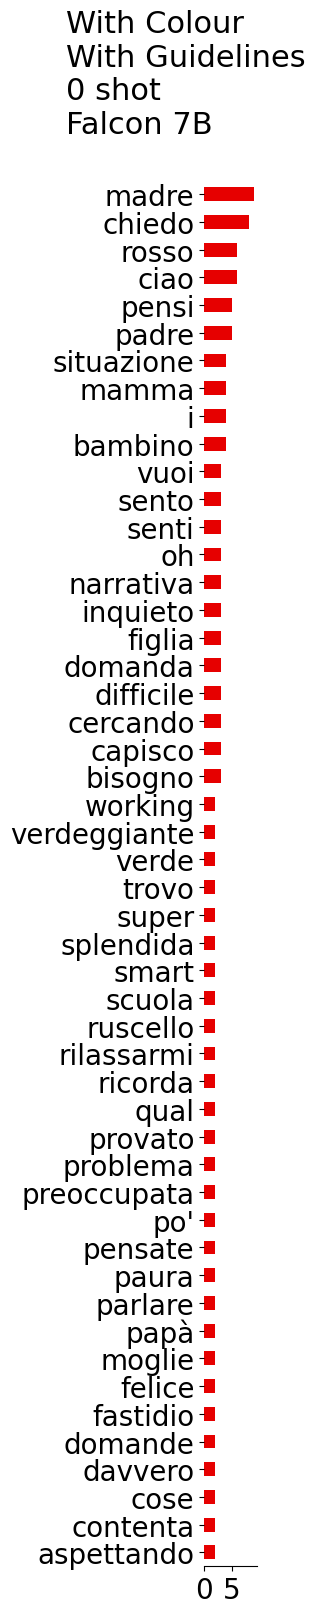 With Colour
With Guidelines
0 shot
Falcon 7B
madre
chiedo
rosso
ciao
pensi
padre
situazione
mamma
i
bambino
vuoi
sento
senti
oh
narrativa
inquieto
figlia
domanda
difficile
cercando
capisco
bisogno
working
verdeggiante
verde
trovo
super
splendida
smart
scuola
ruscello
rilassarmi
ricorda
qual
provato
problema
preoccupata
po'
pensate
paura
parlare
papà
moglie
felice
fastidio
domande
davvero
cose
contenta
aspettando
0 5